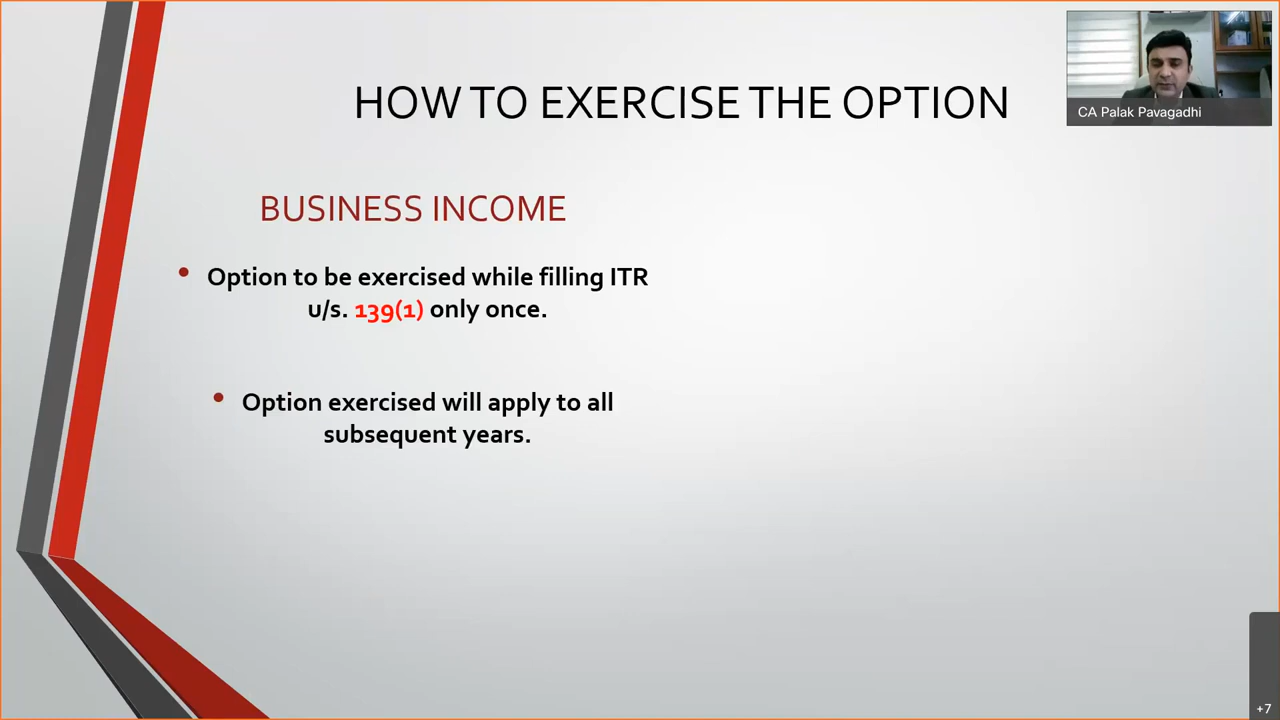 HOW TO EXERCISE THE OPTION
CA Palak Pavagadhi
BUSINESS INCOME
• Option to be exercised while filling ITR
u/s. 139(1) only once.
• Option exercised will apply to all
subsequent years.
+7